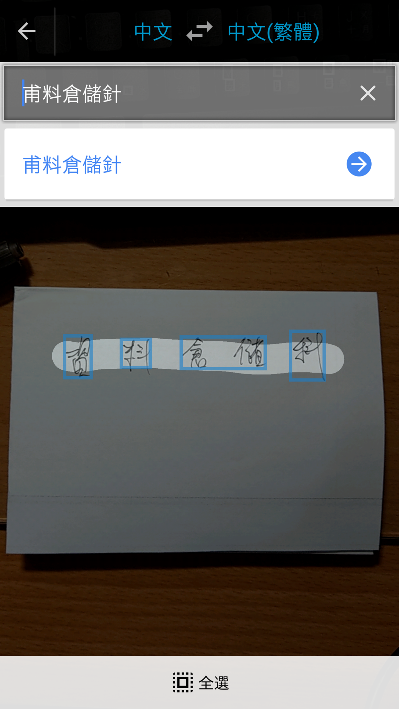 中文 中文(繁體)
甫料倉儲針
甫料倉儲針
料 倉 儲
全選